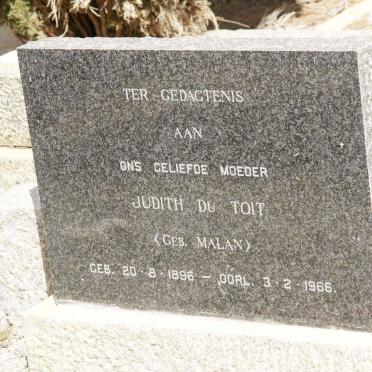 TER GEDAGTENIS
AAN
ONS GELIEFDE MOEDER
JUDITH DU TOIT
(GEB. MALAN)
GEB. 20-8-1896 — OORL. 3-2-1966.